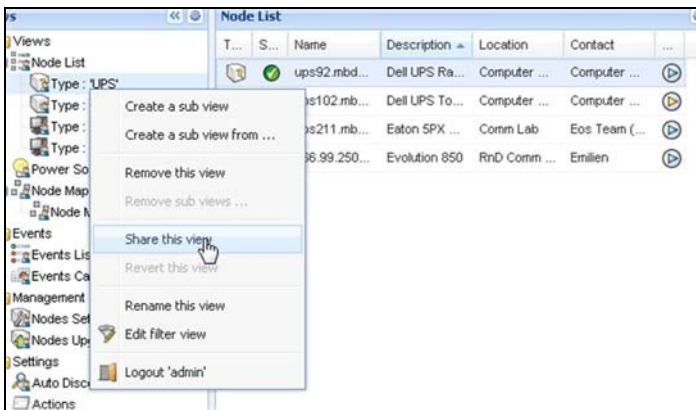 Node List
Views
Node List
Type : 'UPS'
Type :
Type :
Type :
Power So
Node Map
Node M
Events
Events Lis
Events Ca
Management
Nodes Set
Nodes Upg
Settings
Auto Disco
Actions
Create a sub view
Create a sub view from ...
Remove this view
Remove sub views ...
Share this view
Revert this view
Rename this view
Edit filter view
Logout 'admin'
T... S... Name Description Location Contact ...
ups92.mbd... Dell UPS Ra... Computer ... Computer ...
s102.mb... Dell UPS To... Computer ... Computer ...
s211.mb... Eaton 5PX ... Comm Lab Eos Team (...
6.99.250... Evolution 850 RnD Comm ... Emilien